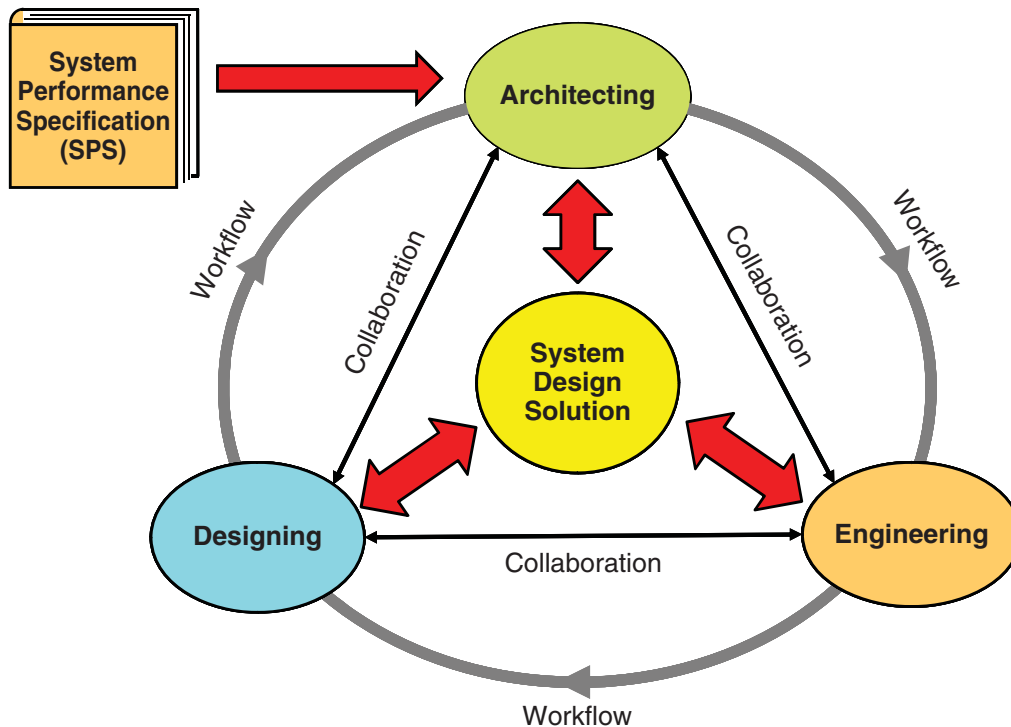 System
Performance
Specification
(SPS)
Architecting
Workflow
Workflow
Collaboration
Collaboration
System
Design
Solution
Designing
Engineering
Collaboration
Workflow